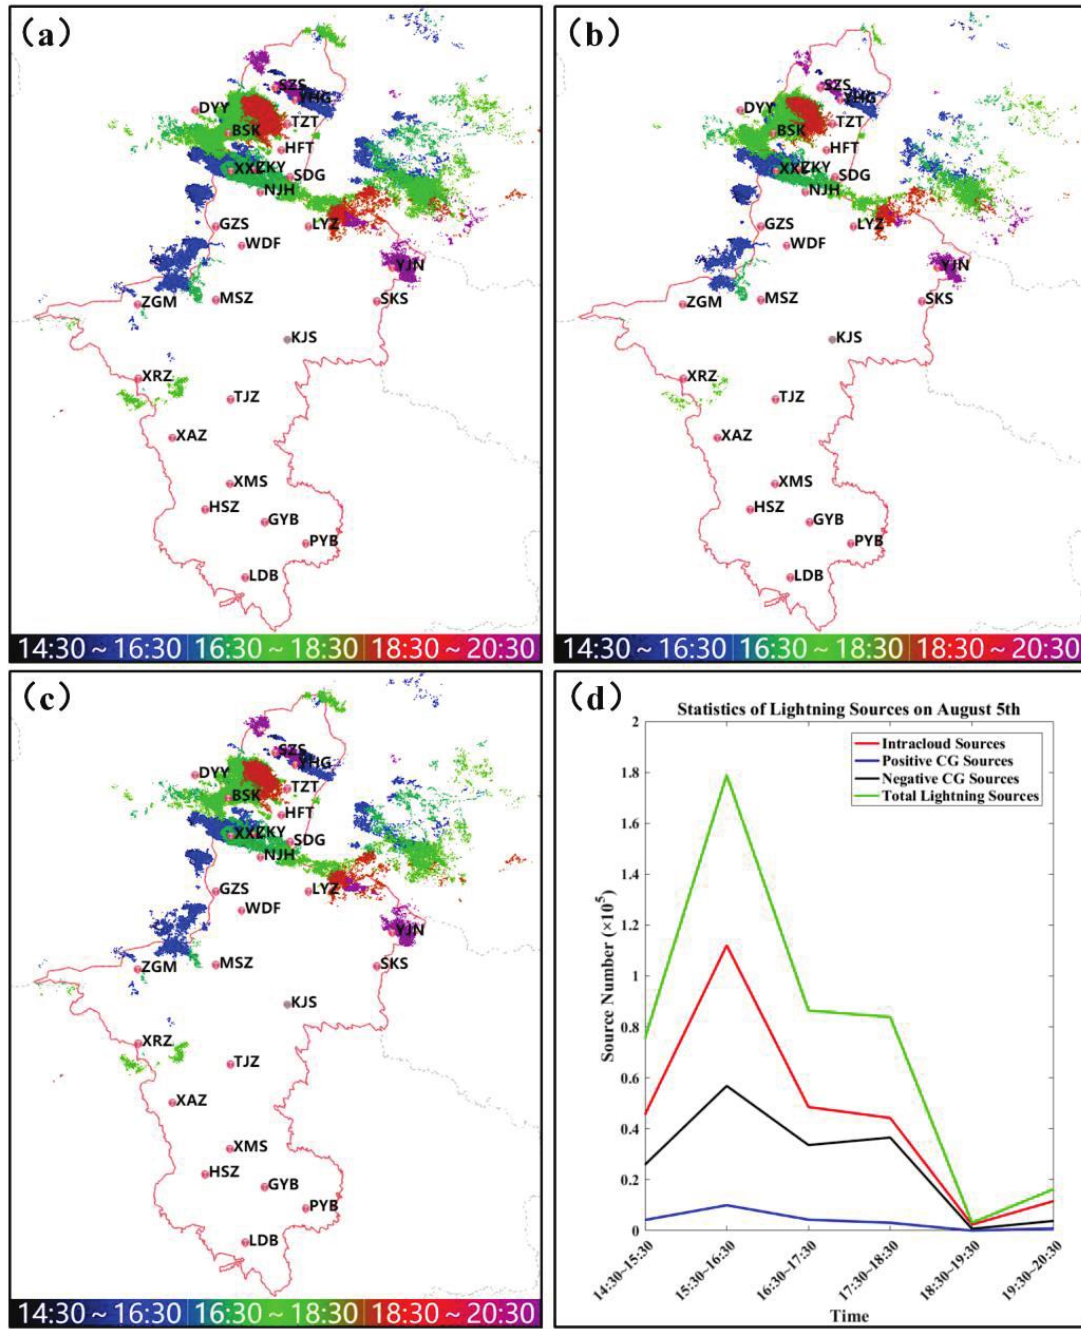 (a)
SZS
YHG
DYY
TZT
BSK
HFT
ZKY
SDG
NJH
GZS
LYZ
WDF
YJN
ZGM
MSZ
SKS
KJS
XRZ
TJZ
XAZ
XMS
HSZ
GYB
PYB
LDB
14:30 ~ 16:30 16:30 ~ 18:30 18:30 ~ 20:30
(b)
SZS
YHG
DYY
TZT
BSK
HFT
ZKY
SDG
NJH
GZS
LYZ
WDF
YJN
ZGM
MSZ
SKS
KJS
XRZ
TJZ
XAZ
XMS
HSZ
GYB
PYB
LDB
14:30 ~ 16:30 16:30 ~ 18:30 18:30 ~ 20:30
(c)
SZS
YHG
DYY
TZT
BSK
HFT
ZKY
SDG
NJH
GZS
LYZ
WDF
YJN
ZGM
MSZ
SKS
KJS
XRZ
TJZ
XAZ
XMS
HSZ
GYB
PYB
LDB
14:30 ~ 16:30 16:30 ~ 18:30 18:30 ~ 20:30
(d)
Statistics of Lightning Sources on August 5th
Intracloud Sources
Positive CG Sources
Negative CG Sources
Total Lightning Sources
Source Number (×10⁵)
2
1.8
1.6
1.4
1.2
1
0.8
0.6
0.4
0.2
0
14:30~15:30
15:30~16:30
16:30~17:30
17:30~18:30
18:30~19:30
19:30~20:30
Time